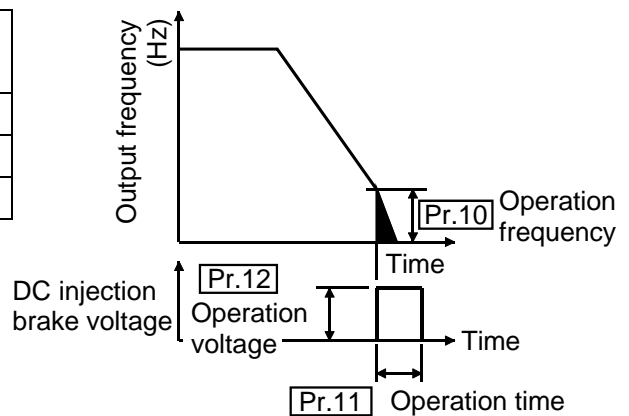 Output frequency
(Hz)
Pr.10
Operation
frequency
Time
DC injection
brake voltage
Pr.12
Operation
voltage
Time
Pr.11 Operation time